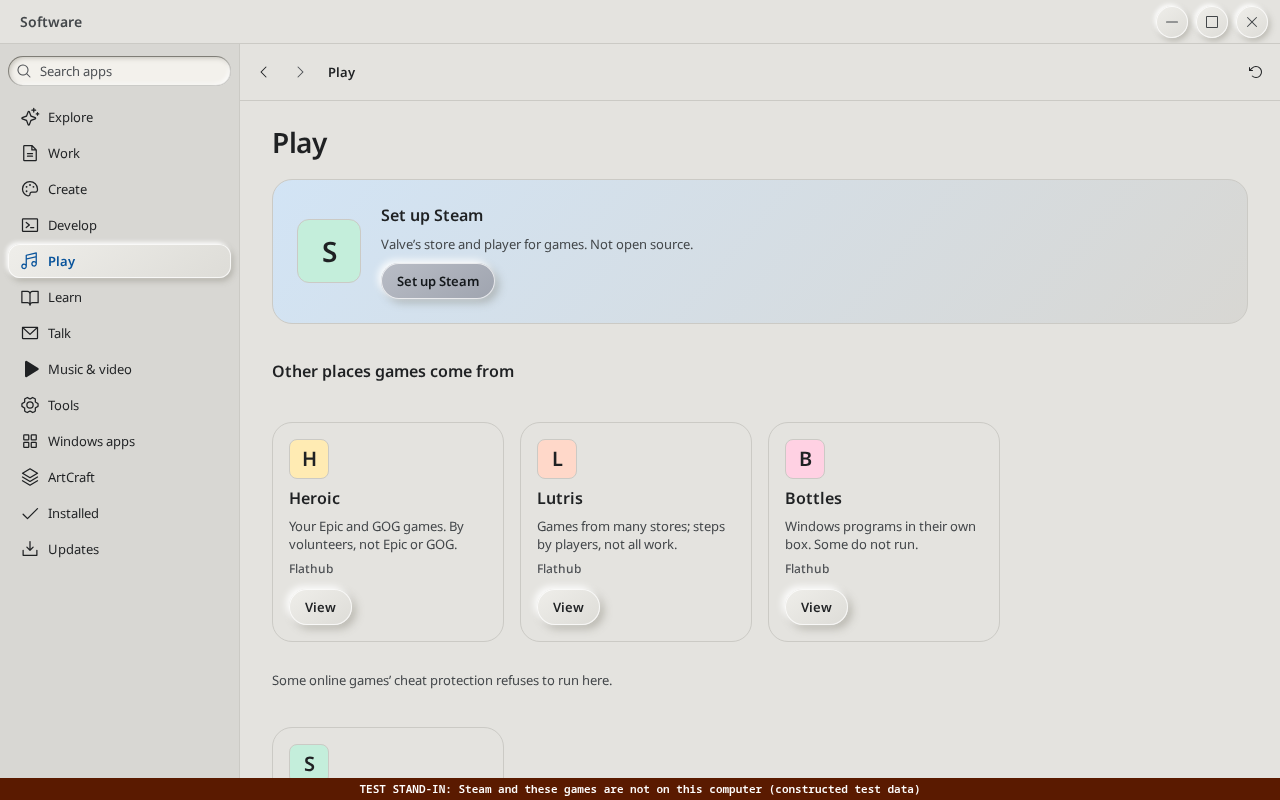 Software
Search apps
Explore
Work
Create
Develop
Play
Learn
Talk
Music & video
Tools
Windows apps
ArtCraft
Installed
Updates
Play
Play
S
Set up Steam
Valve’s store and player for games. Not open source.
Set up Steam
Other places games come from
H
Heroic
Your Epic and GOG games. By
volunteers, not Epic or GOG.
Flathub
View
L
Lutris
Games from many stores; steps
by players, not all work.
Flathub
View
B
Bottles
Windows programs in their own
box. Some do not run.
Flathub
View
Some online games’ cheat protection refuses to run here.
S
TEST STAND-IN: Steam and these games are not on this computer (constructed test data)